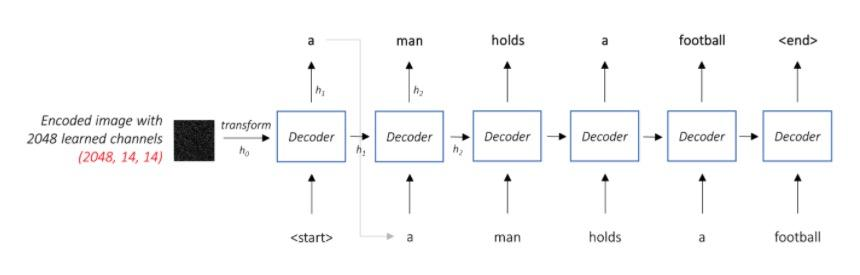 a man holds a football <end>
h₁ h₂
Encoded image with
2048 learned channels
(2048, 14, 14)
transform
h₀
Decoder Decoder Decoder Decoder Decoder Decoder
h₁ h₂
<start> a man holds a football